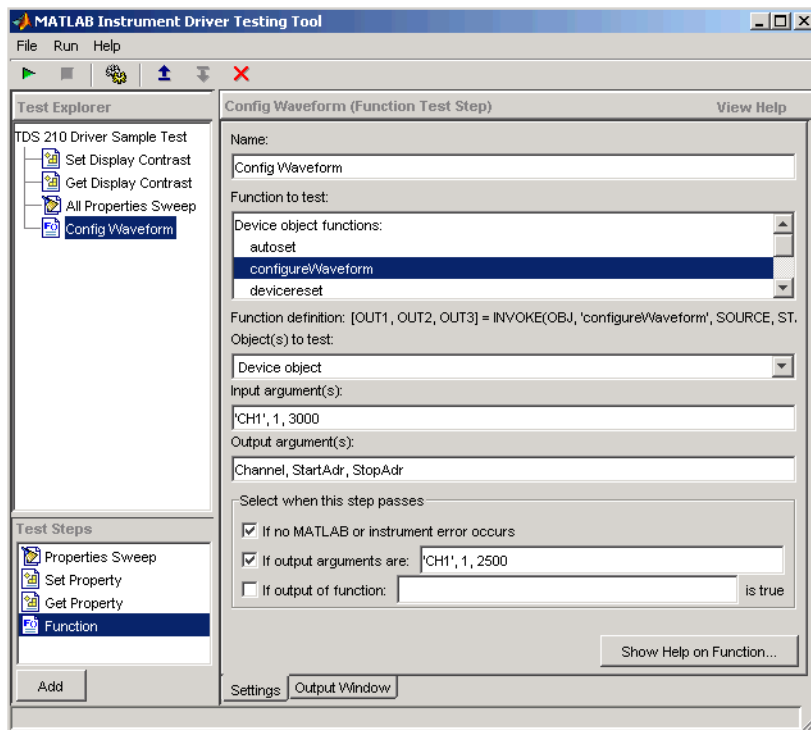 MATLAB Instrument Driver Testing Tool
File Run Help
Test Explorer
TDS 210 Driver Sample Test
Set Display Contrast
Get Display Contrast
All Properties Sweep
Config Waveform
Test Steps
Properties Sweep
Set Property
Get Property
Function
Add
Config Waveform (Function Test Step) View Help
Name:
Config Waveform
Function to test:
Device object functions:
autoset
configureWaveform
devicereset
Function definition: [OUT1, OUT2, OUT3] = INVOKE(OBJ, 'configureWaveform', SOURCE, ST.
Object(s) to test:
Device object
Input argument(s):
'CH1', 1, 3000
Output argument(s):
Channel, StartAdr, StopAdr
Select when this step passes
If no MATLAB or instrument error occurs
If output arguments are: 'CH1', 1, 2500
If output of function: is true
Show Help on Function...
Settings Output Window